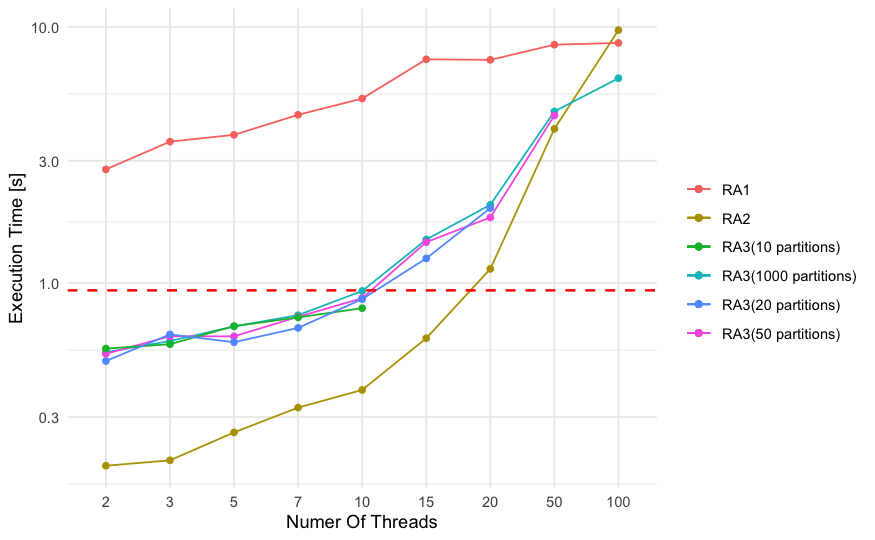 10.0
3.0
1.0
0.3
Execution Time [s]
2 3 5 7 10 15 20 50 100
Numer Of Threads
RA1
RA2
RA3(10 partitions)
RA3(1000 partitions)
RA3(20 partitions)
RA3(50 partitions)